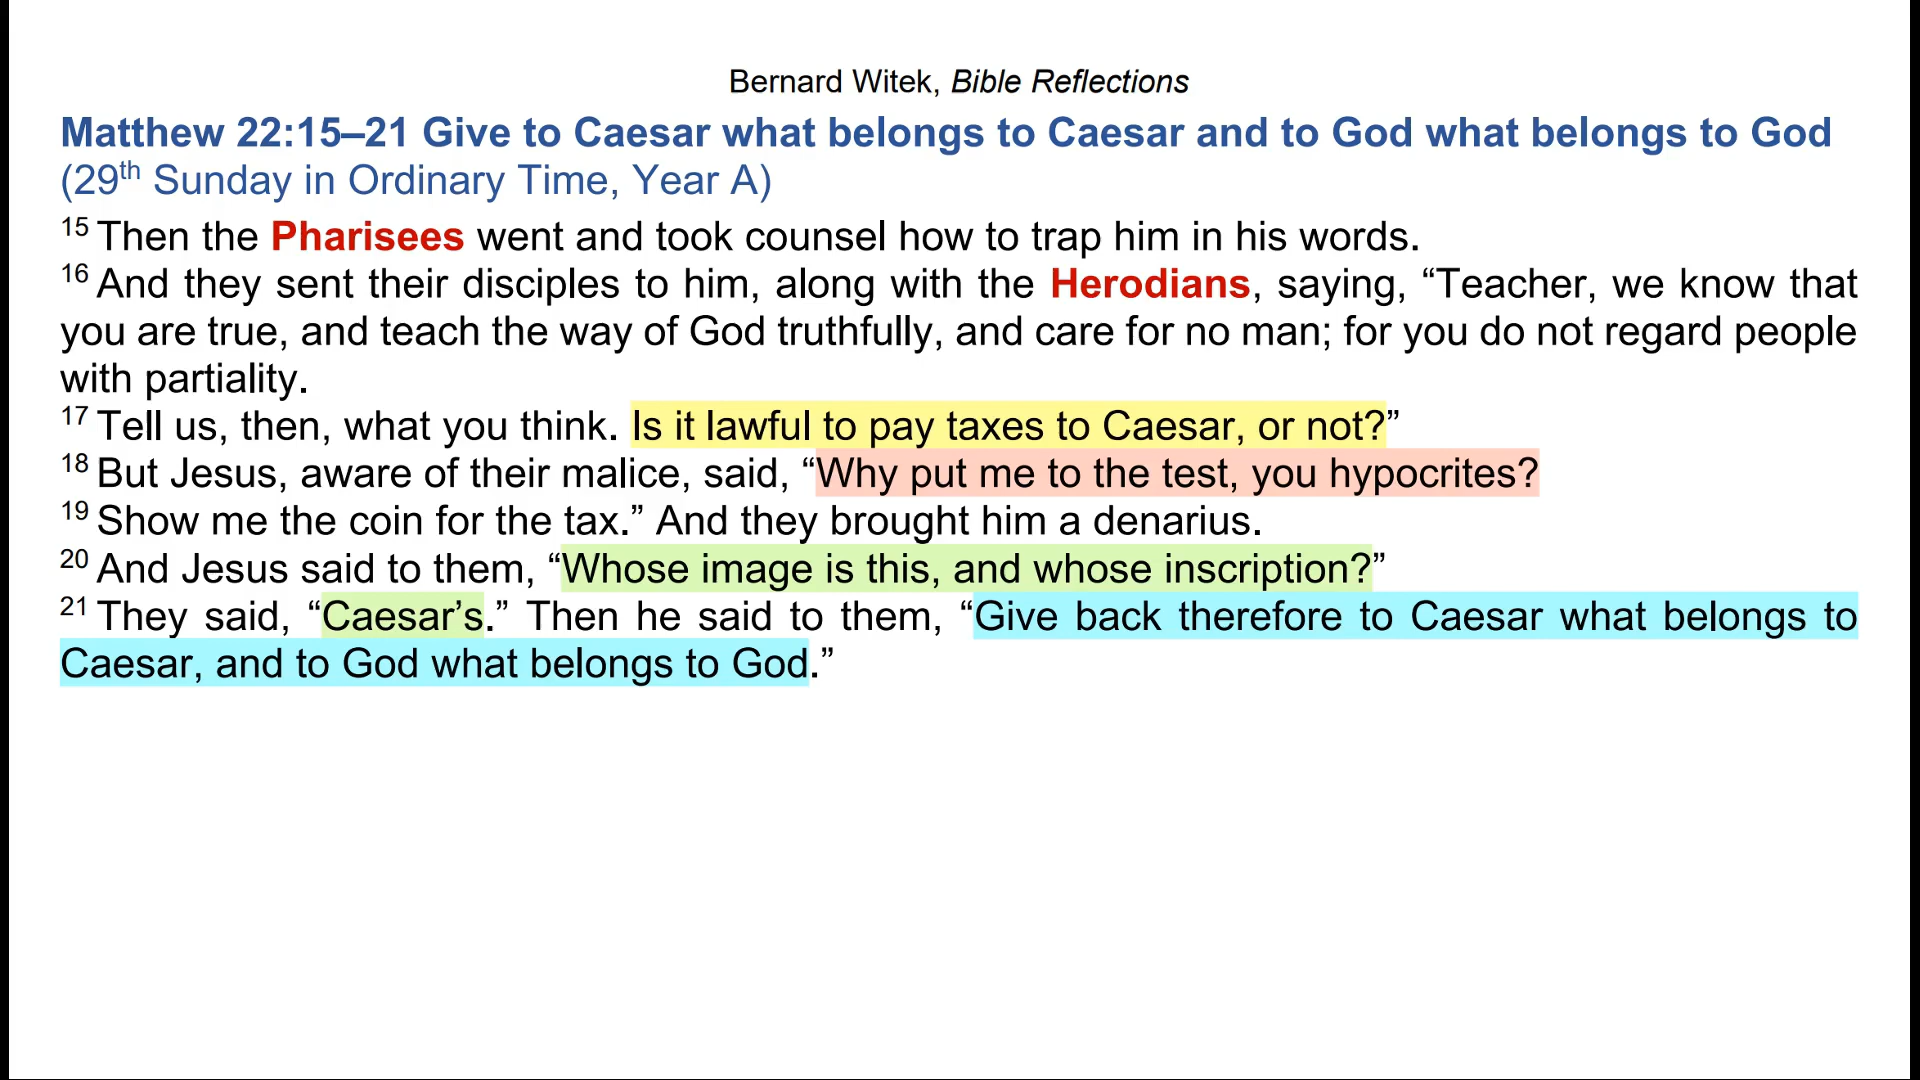 Bernard Witek, Bible Reflections
Matthew 22:15–21 Give to Caesar what belongs to Caesar and to God what belongs to God
(29th Sunday in Ordinary Time, Year A)
15 Then the Pharisees went and took counsel how to trap him in his words.
16 And they sent their disciples to him, along with the Herodians, saying, “Teacher, we know that
you are true, and teach the way of God truthfully, and care for no man; for you do not regard people
with partiality.
17 Tell us, then, what you think. Is it lawful to pay taxes to Caesar, or not?”
18 But Jesus, aware of their malice, said, “Why put me to the test, you hypocrites?
19 Show me the coin for the tax.” And they brought him a denarius.
20 And Jesus said to them, “Whose image is this, and whose inscription?”
21 They said, “Caesar’s.” Then he said to them, “Give back therefore to Caesar what belongs to
Caesar, and to God what belongs to God.”